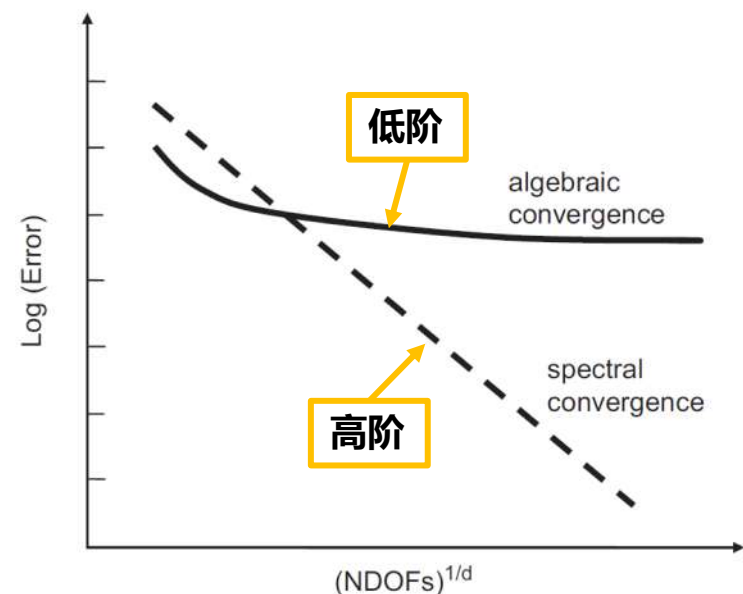 低阶
algebraic
convergence
Log (Error)
spectral
convergence
高阶
(NDOFs)^{1/d}